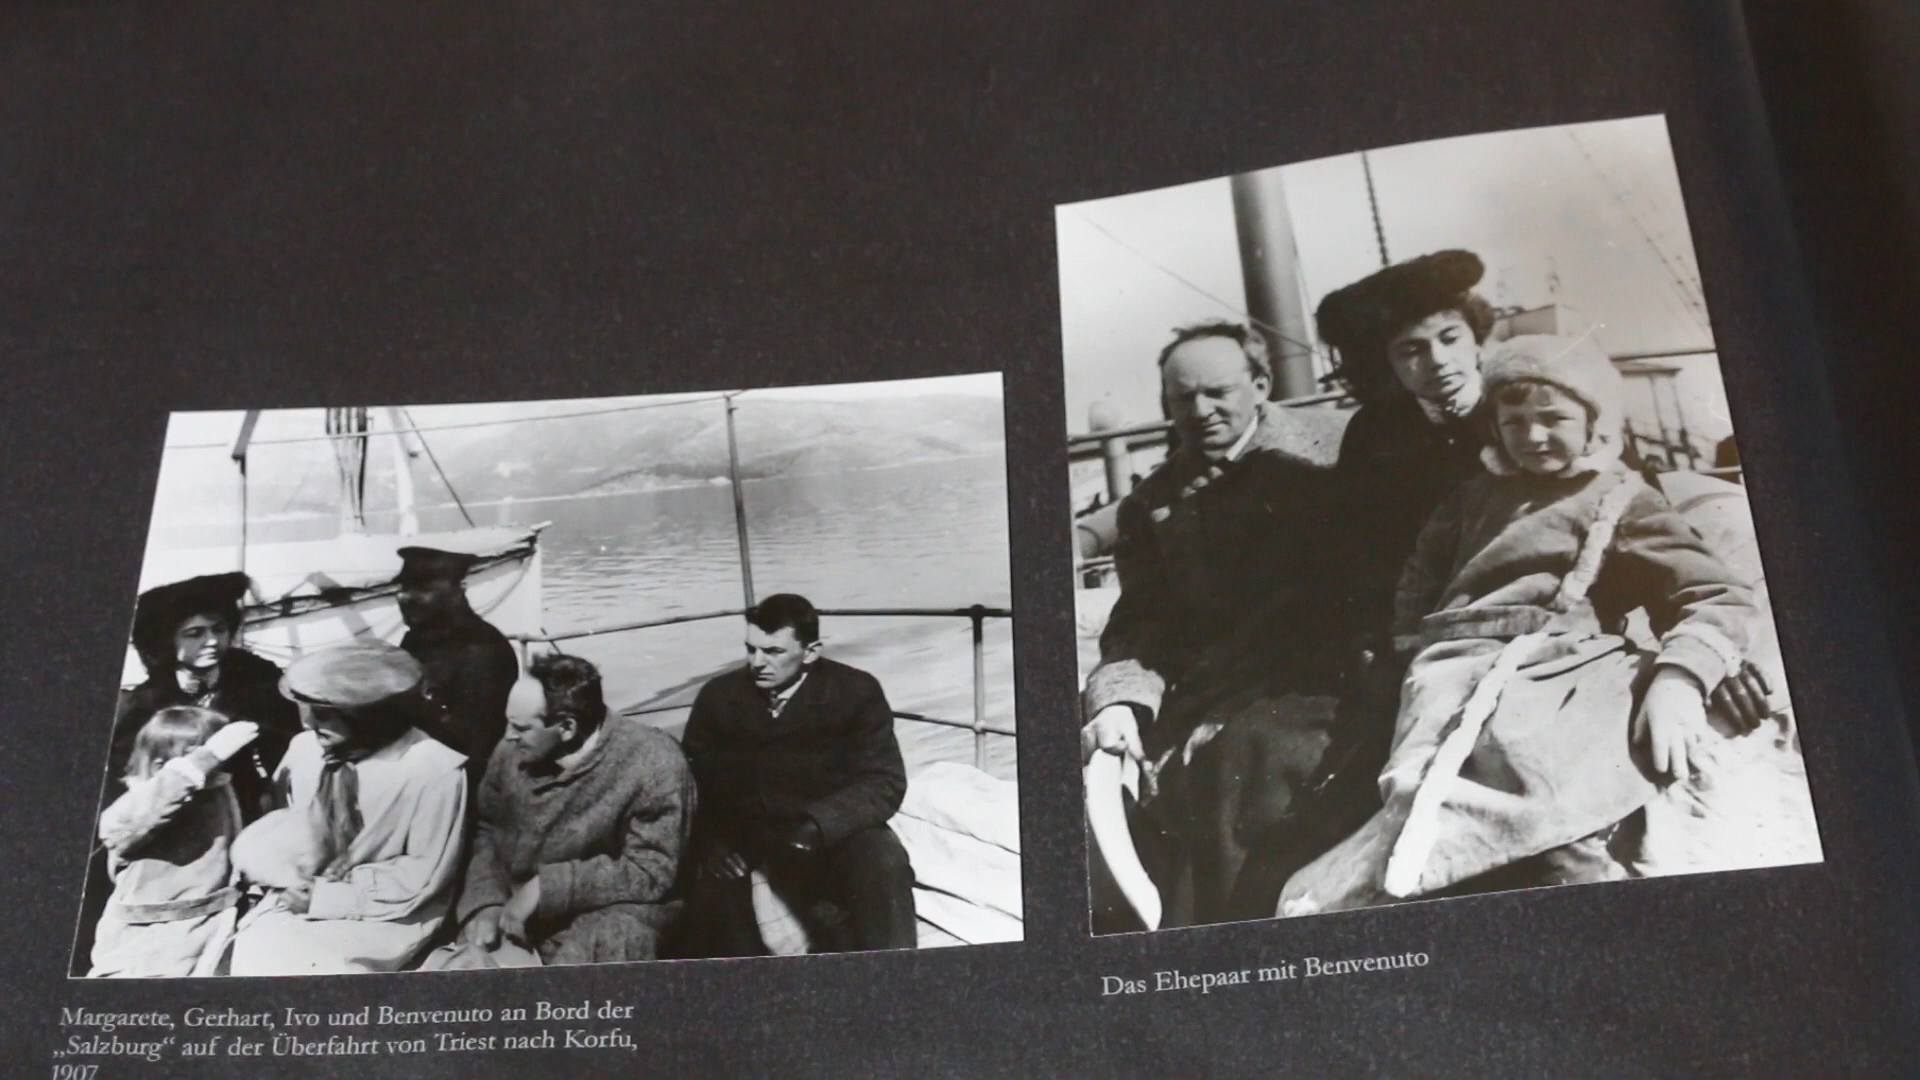 Margarete, Gerhart, Ivo und Benvenuto an Bord der
„Salzburg“ auf der Überfahrt von Triest nach Korfu,
1907
Das Ehepaar mit Benvenuto